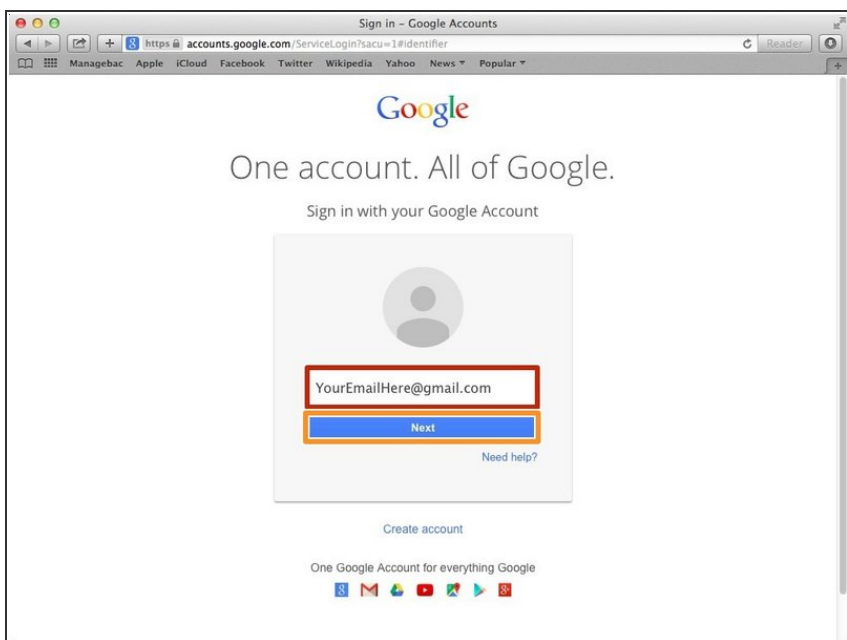 Sign in – Google Accounts
https accounts.google.com/ServiceLogin?sacu=1#identifier
Reader
Managebac Apple iCloud Facebook Twitter Wikipedia Yahoo News Popular
Google
One account. All of Google.
Sign in with your Google Account
YourEmailHere@gmail.com
Next
Need help?
Create account
One Google Account for everything Google